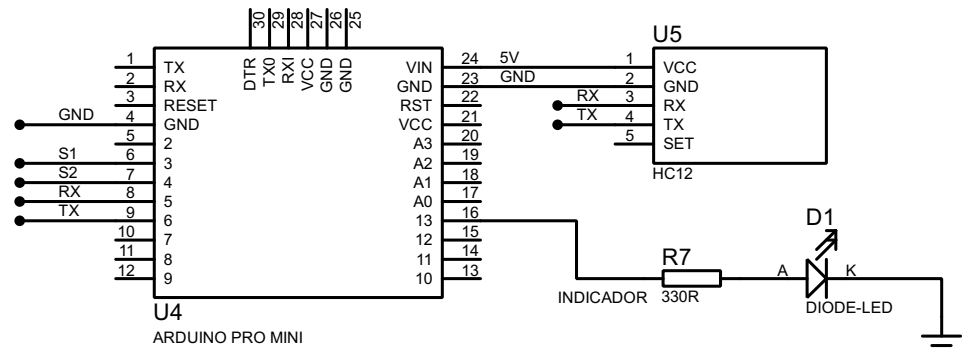 30 29 28 27 26 25
DTR TX0 RXI VCC GND GND
1 TX
2 RX
3 RESET
GND 4 GND
5 2
S1 6 3
S2 7 4
RX 8 5
TX 9 6
10 7
11 8
12 9
VIN 24 5V
GND 23 GND
RST 22
VCC 21
A3 20
A2 19
A1 18
A0 17
13 16
12 15
11 14
10 13
U4
ARDUINO PRO MINI
U5
1 VCC
2 GND
RX 3 RX
TX 4 TX
5 SET
HC12
INDICADOR
R7
330R
D1
A K
DIODE-LED